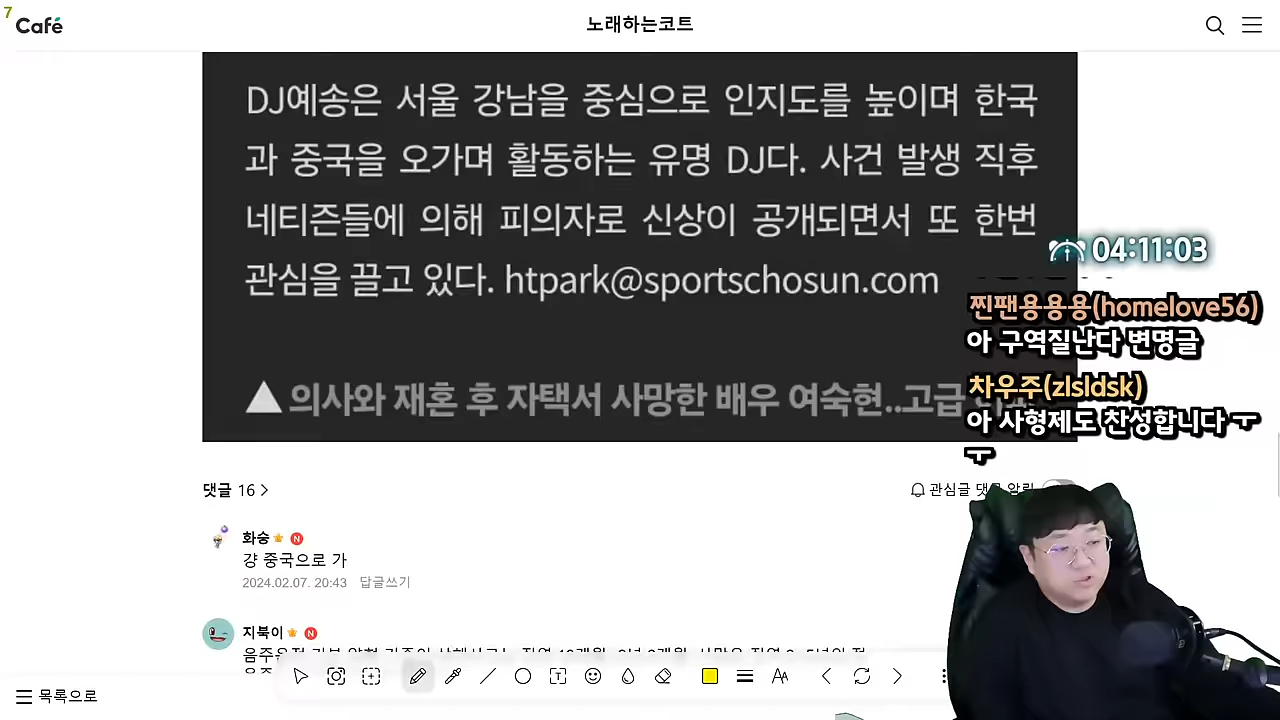 7
Café
노래하는코트
DJ예송은 서울 강남을 중심으로 인지도를 높이며 한국
과 중국을 오가며 활동하는 유명 DJ다. 사건 발생 직후
네티즌들에 의해 피의자로 신상이 공개되면서 또 한번
관심을 끌고 있다. htpark@sportschosun.com
04:11:03
찐팬용용용(homelove56)
아 구역질난다 변명글
차우주(zlsldsk)
아 사형제도 찬성합니다 ㅜ
ㅜ
▲ 의사와 재혼 후 자택서 사망한 배우 여숙현..고급
댓글 16 >
관심글 댓글 알림
화숭 N
걍 중국으로 가
2024.02.07. 20:43 답글쓰기
지북이 N
목록으로